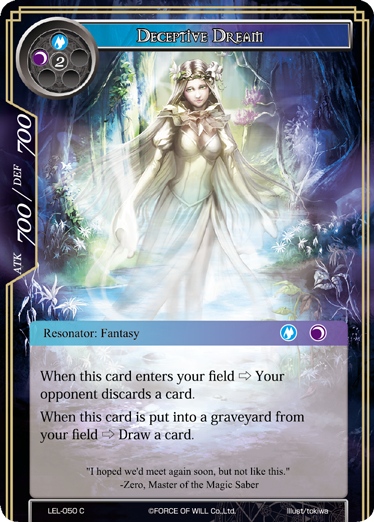 DECEPTIVE DREAM
2
ATK 700 / DEF 700
Resonator: Fantasy
When this card enters your field ⇨ Your
opponent discards a card.
When this card is put into a graveyard from
your field ⇨ Draw a card.
"I hoped we'd meet again soon, but not like this."
-Zero, Master of the Magic Saber
LEL-050 C ©FORCE OF WILL Co.,Ltd. Illust/tokiwa